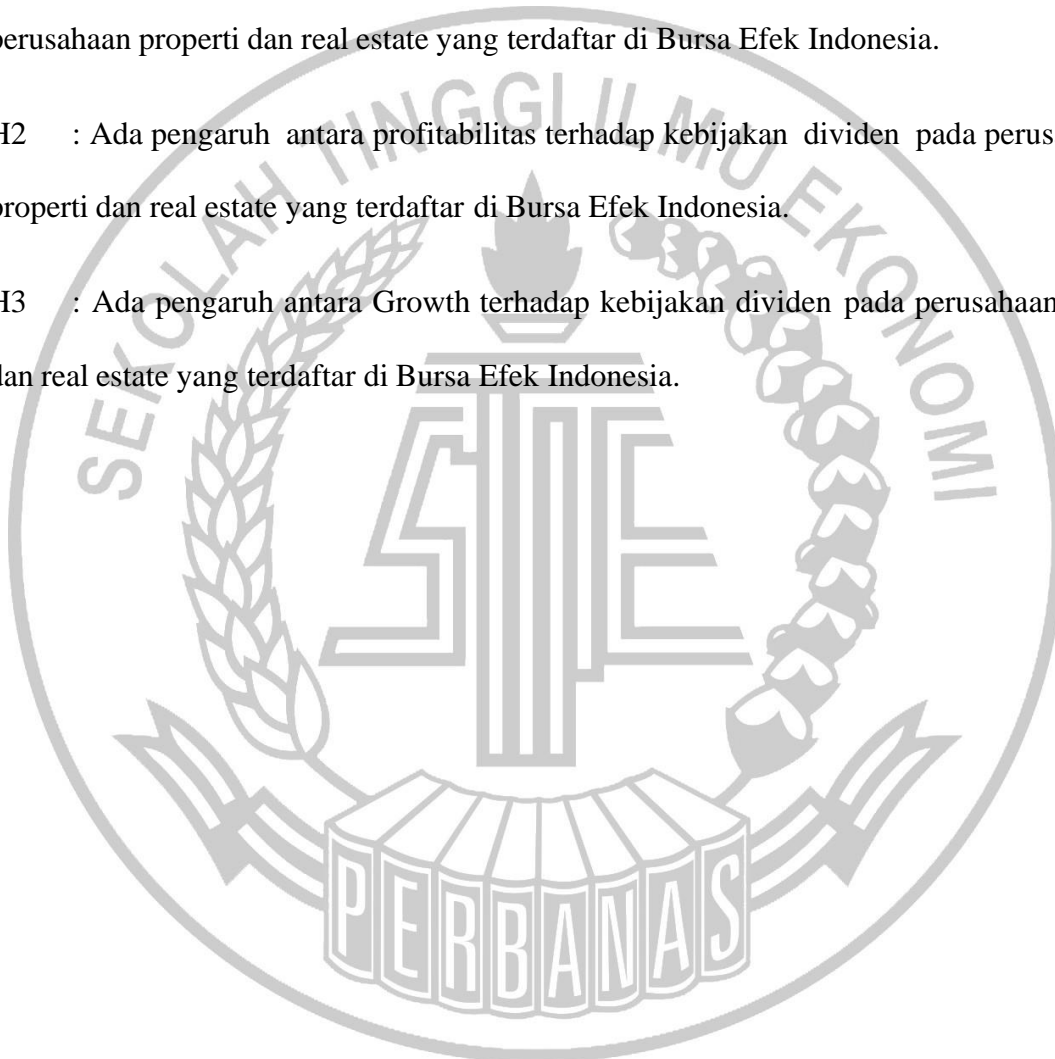 perusahaan properti dan real estate yang terdaftar di Bursa Efek Indonesia.
H2 : Ada pengaruh antara profitabilitas terhadap kebijakan dividen pada perus
properti dan real estate yang terdaftar di Bursa Efek Indonesia.
H3 : Ada pengaruh antara Growth terhadap kebijakan dividen pada perusahaan
dan real estate yang terdaftar di Bursa Efek Indonesia.
SEKOLAH TINGGI ILMU EKONOMI
STIE
PERBANAS